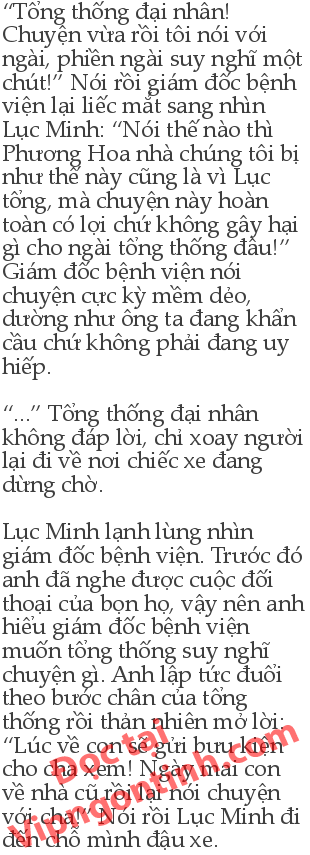 “Tổng thống đại nhân!
Chuyện vừa rồi tôi nói với
ngài, phiền ngài suy nghĩ một
chút!” Nói rồi giám đốc bệnh
viện lại liếc mắt sang nhìn
Lục Minh: “Nói thế nào thì
Phương Hoa nhà chúng tôi bị
như thế này cũng là vì Lục
tổng, mà chuyện này hoàn
toàn có lợi chứ không gây hại
gì cho ngài tổng thống đâu!”
Giám đốc bệnh viện nói
chuyện cực kỳ mềm dẻo,
dường như ông ta đang khẩn
cầu chứ không phải đang uy
hiếp.
“...” Tổng thống đại nhân
không đáp lời, chỉ xoay người
lại đi về nơi chiếc xe đang
dừng chờ.
Lục Minh lạnh lùng nhìn
giám đốc bệnh viện. Trước đó
anh đã nghe được cuộc đối
thoại của bọn họ, vậy nên anh
hiểu giám đốc bệnh viện
muốn tổng thống suy nghĩ
chuyện gì. Anh lập tức đuổi
theo bước chân của tổng
thống rồi thản nhiên mở lời:
“Lúc về con sẽ gửi bưu kiện
cho cha xem! Ngày mai con
về nhà cũ rồi lại nói chuyện
với cha!” Nói rồi Lục Minh đi
đến chỗ mình đậu xe.
Đọc tại
Vipngontinh.com